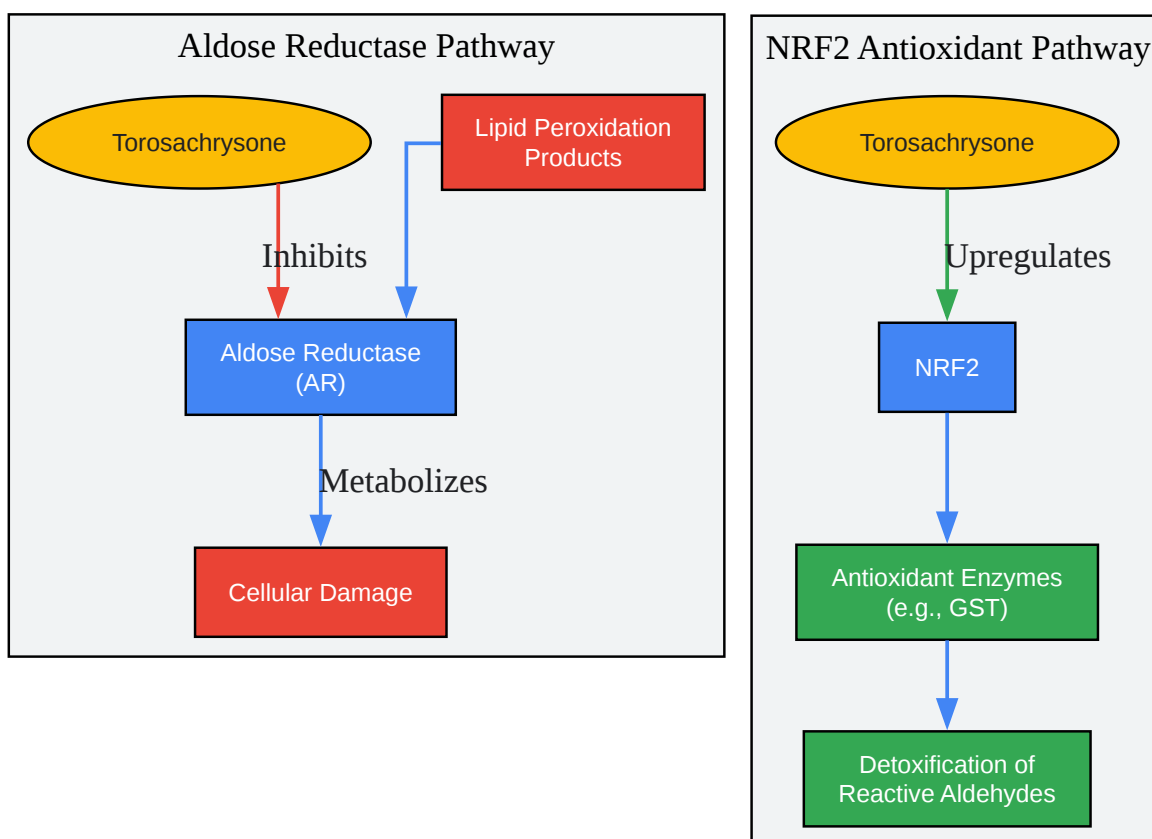 Aldose Reductase Pathway
Torosachrysone
Lipid Peroxidation
Products
Inhibits
Aldose Reductase
(AR)
Metabolizes
Cellular Damage
NRF2 Antioxidant Pathway
Torosachrysone
Upregulates
NRF2
Antioxidant Enzymes
(e.g., GST)
Detoxification of
Reactive Aldehydes